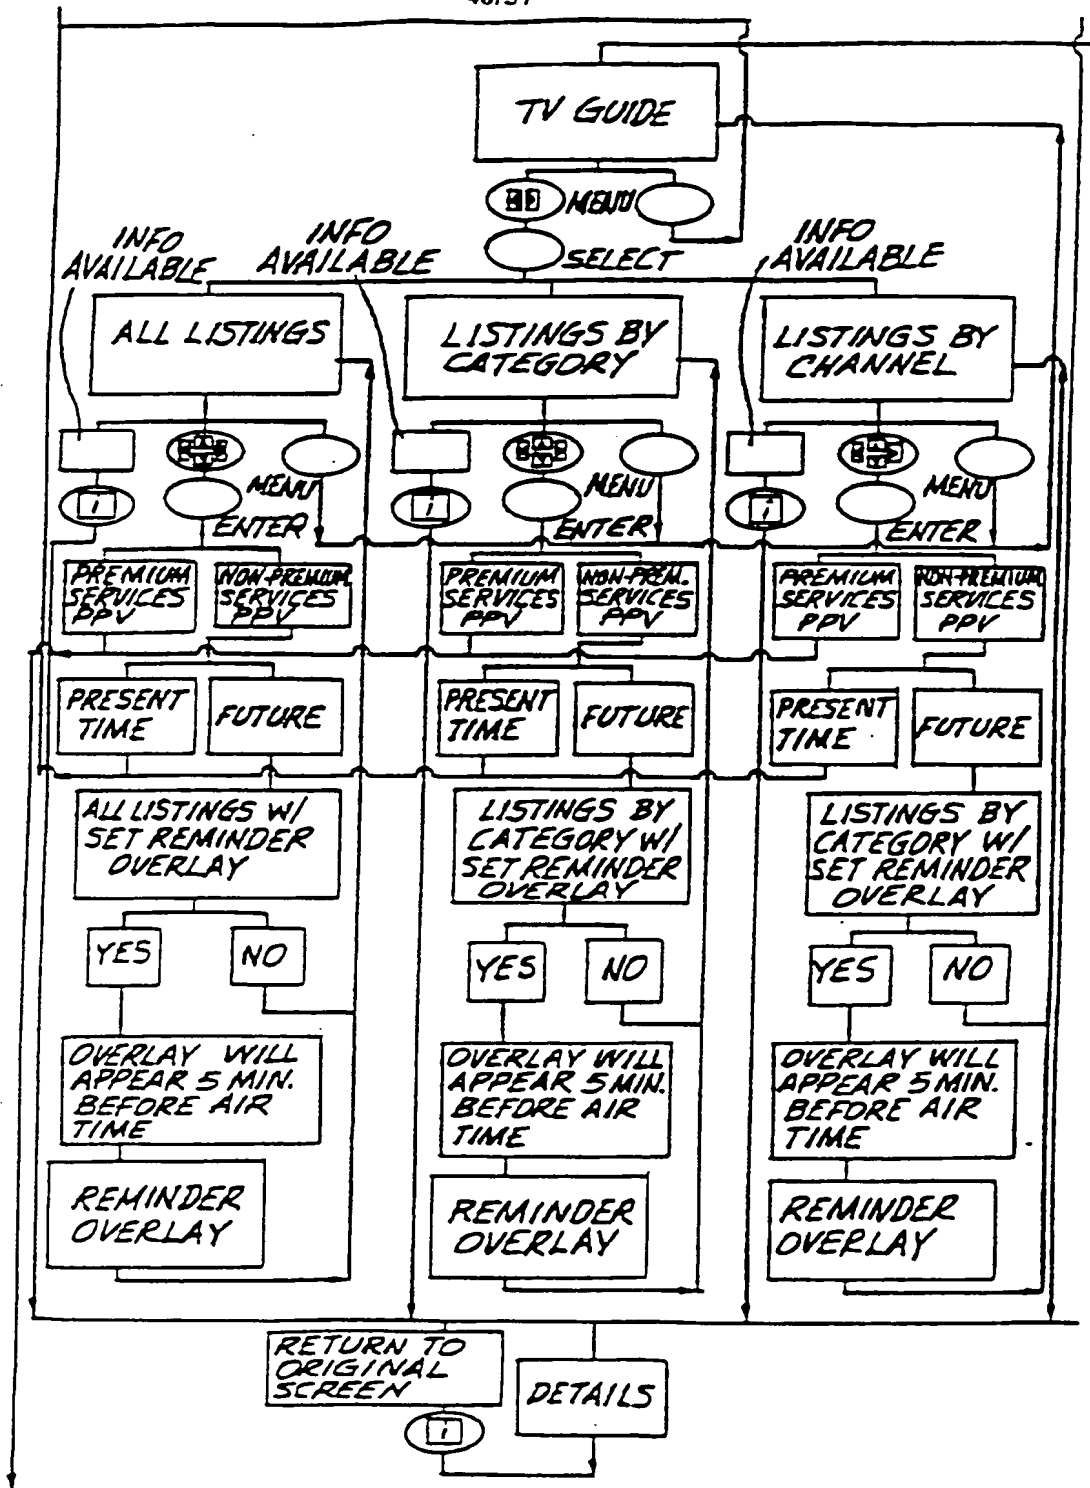 TV GUIDE
MENU
SELECT
INFO
AVAILABLE
INFO
AVAILABLE
INFO
AVAILABLE
ALL LISTINGS
LISTINGS BY
CATEGORY
LISTINGS BY
CHANNEL
i
MENU
ENTER
i
MENU
ENTER
i
MENU
ENTER
PREMIUM
SERVICES
PPV
NON-PREMIUM
SERVICES
PPV
PREMIUM
SERVICES
PPV
NON-PREM.
SERVICES
PPV
PREMIUM
SERVICES
PPV
NON-PREMIUM
SERVICES
PPV
PRESENT
TIME
FUTURE
PRESENT
TIME
FUTURE
PRESENT
TIME
FUTURE
ALL LISTINGS W/
SET REMINDER
OVERLAY
LISTINGS BY
CATEGORY W/
SET REMINDER
OVERLAY
LISTINGS BY
CATEGORY W/
SET REMINDER
OVERLAY
YES
NO
YES
NO
YES
NO
OVERLAY WILL
APPEAR 5 MIN.
BEFORE AIR
TIME
OVERLAY WILL
APPEAR 5 MIN.
BEFORE AIR
TIME
OVERLAY WILL
APPEAR 5 MIN.
BEFORE AIR
TIME
REMINDER
OVERLAY
REMINDER
OVERLAY
REMINDER
OVERLAY
RETURN TO
ORIGINAL
SCREEN
i
DETAILS